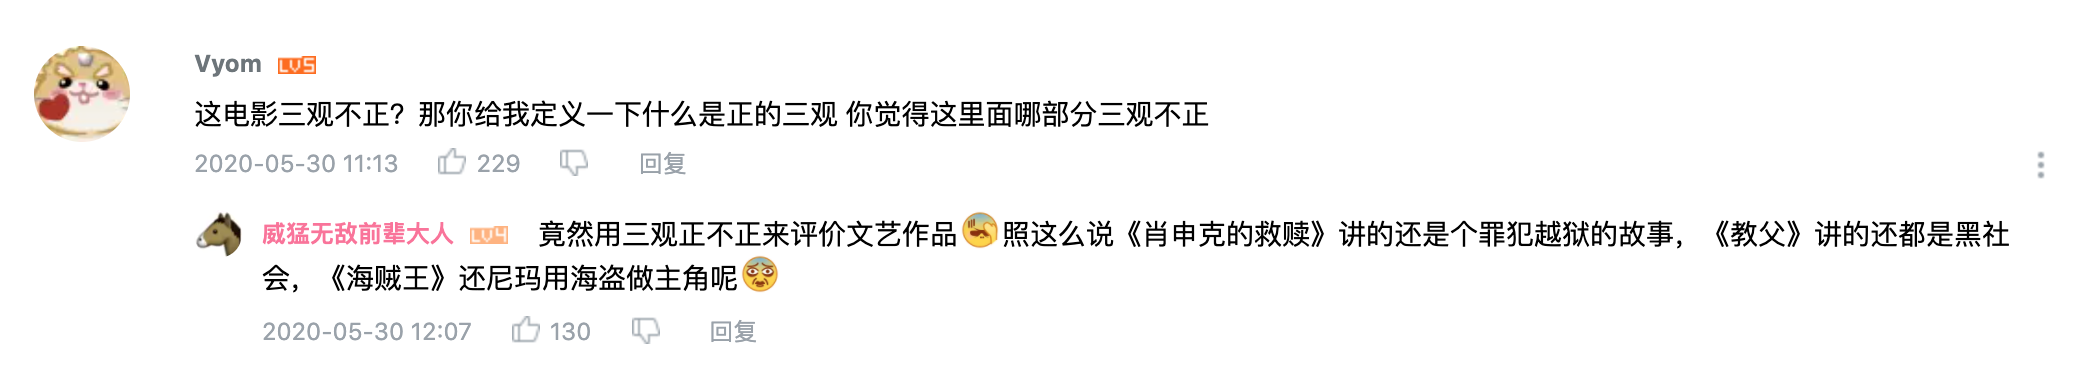 Vyom LV5
这电影三观不正？那你给我定义一下什么是正的三观 你觉得这里面哪部分三观不正
2020-05-30 11:13 229 回复
威猛无敌前辈大人 LV4 竟然用三观正不正来评价文艺作品照这么说《肖申克的救赎》讲的还是个罪犯越狱的故事，《教父》讲的还都是黑社
会，《海贼王》还尼玛用海盗做主角呢
2020-05-30 12:07 130 回复